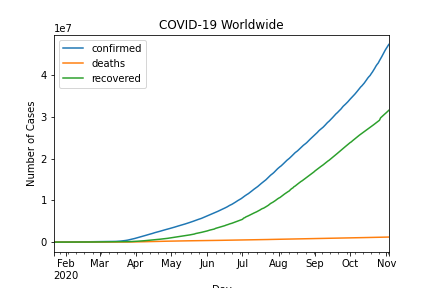 COVID-19 Worldwide
1e7
confirmed
deaths
recovered
Number of Cases
4
3
2
1
0
Feb Mar Apr May Jun Jul Aug Sep Oct Nov
2020